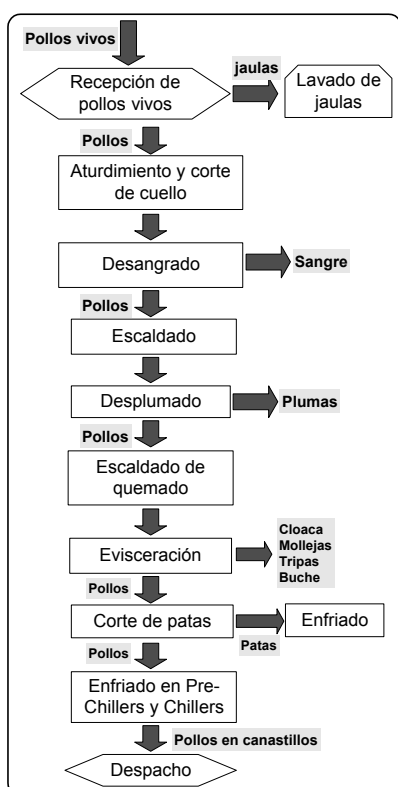 Pollos vivos
Recepción de
pollos vivos
jaulas
Lavado de
jaulas
Pollos
Aturdimiento y corte
de cuello
Desangrado
Sangre
Pollos
Escaldado
Desplumado
Plumas
Pollos
Escaldado de
quemado
Evisceración
Cloaca
Mollejas
Tripas
Buche
Pollos
Corte de patas
Patas
Enfriado
Pollos
Enfriado en Pre-
Chillers y Chillers
Pollos en canastillos
Despacho